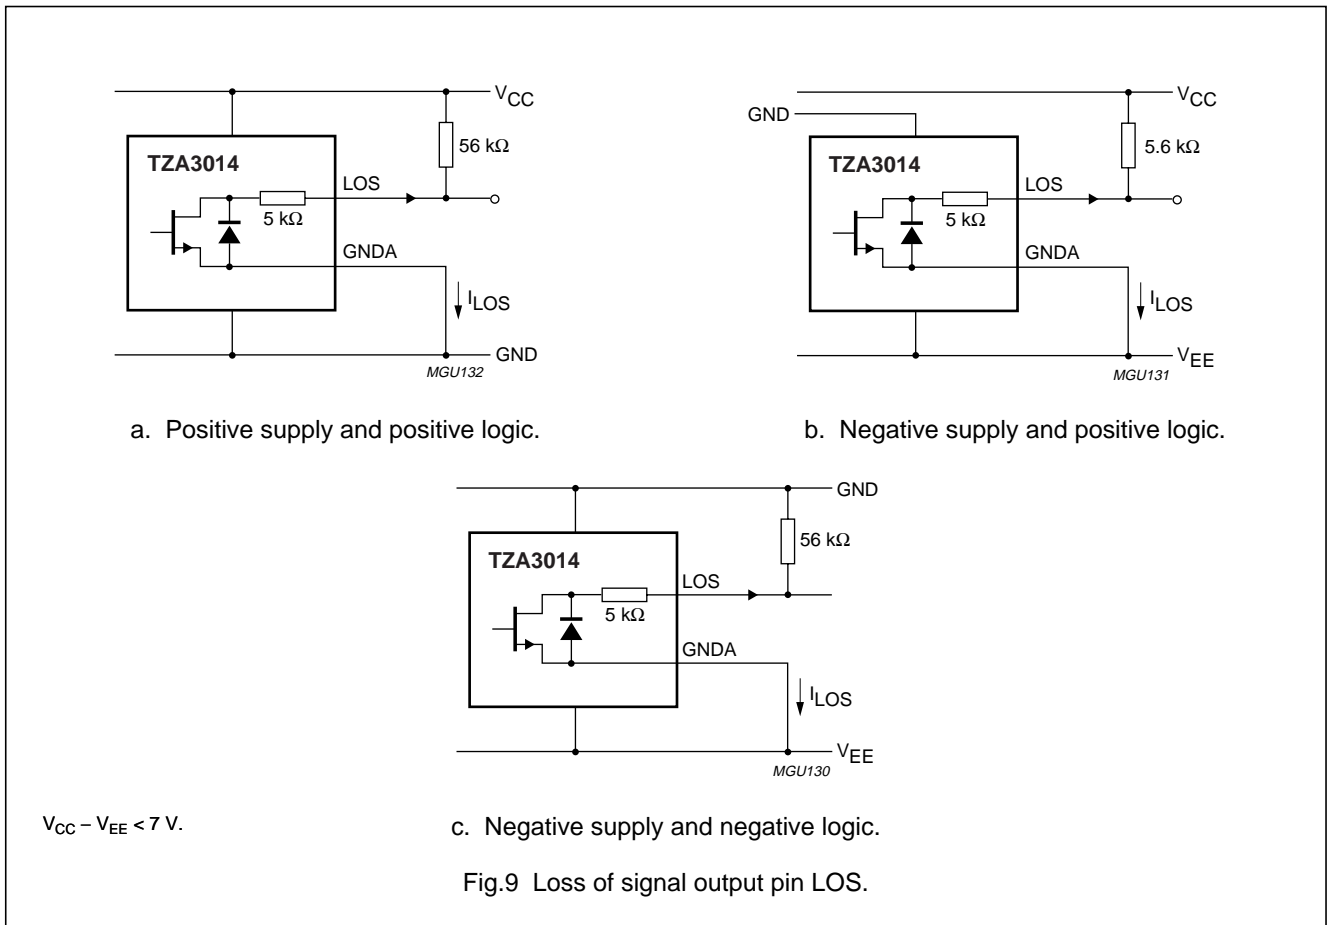 V_CC
56 kΩ
TZA3014
LOS
5 kΩ
GNDA
I_LOS
GND
MGU132
a. Positive supply and positive logic.
V_CC
GND
5.6 kΩ
TZA3014
LOS
5 kΩ
GNDA
I_LOS
V_EE
MGU131
b. Negative supply and positive logic.
GND
56 kΩ
TZA3014
LOS
5 kΩ
GNDA
I_LOS
V_EE
MGU130
V_CC – V_EE < 7 V.
c. Negative supply and negative logic.
Fig.9 Loss of signal output pin LOS.